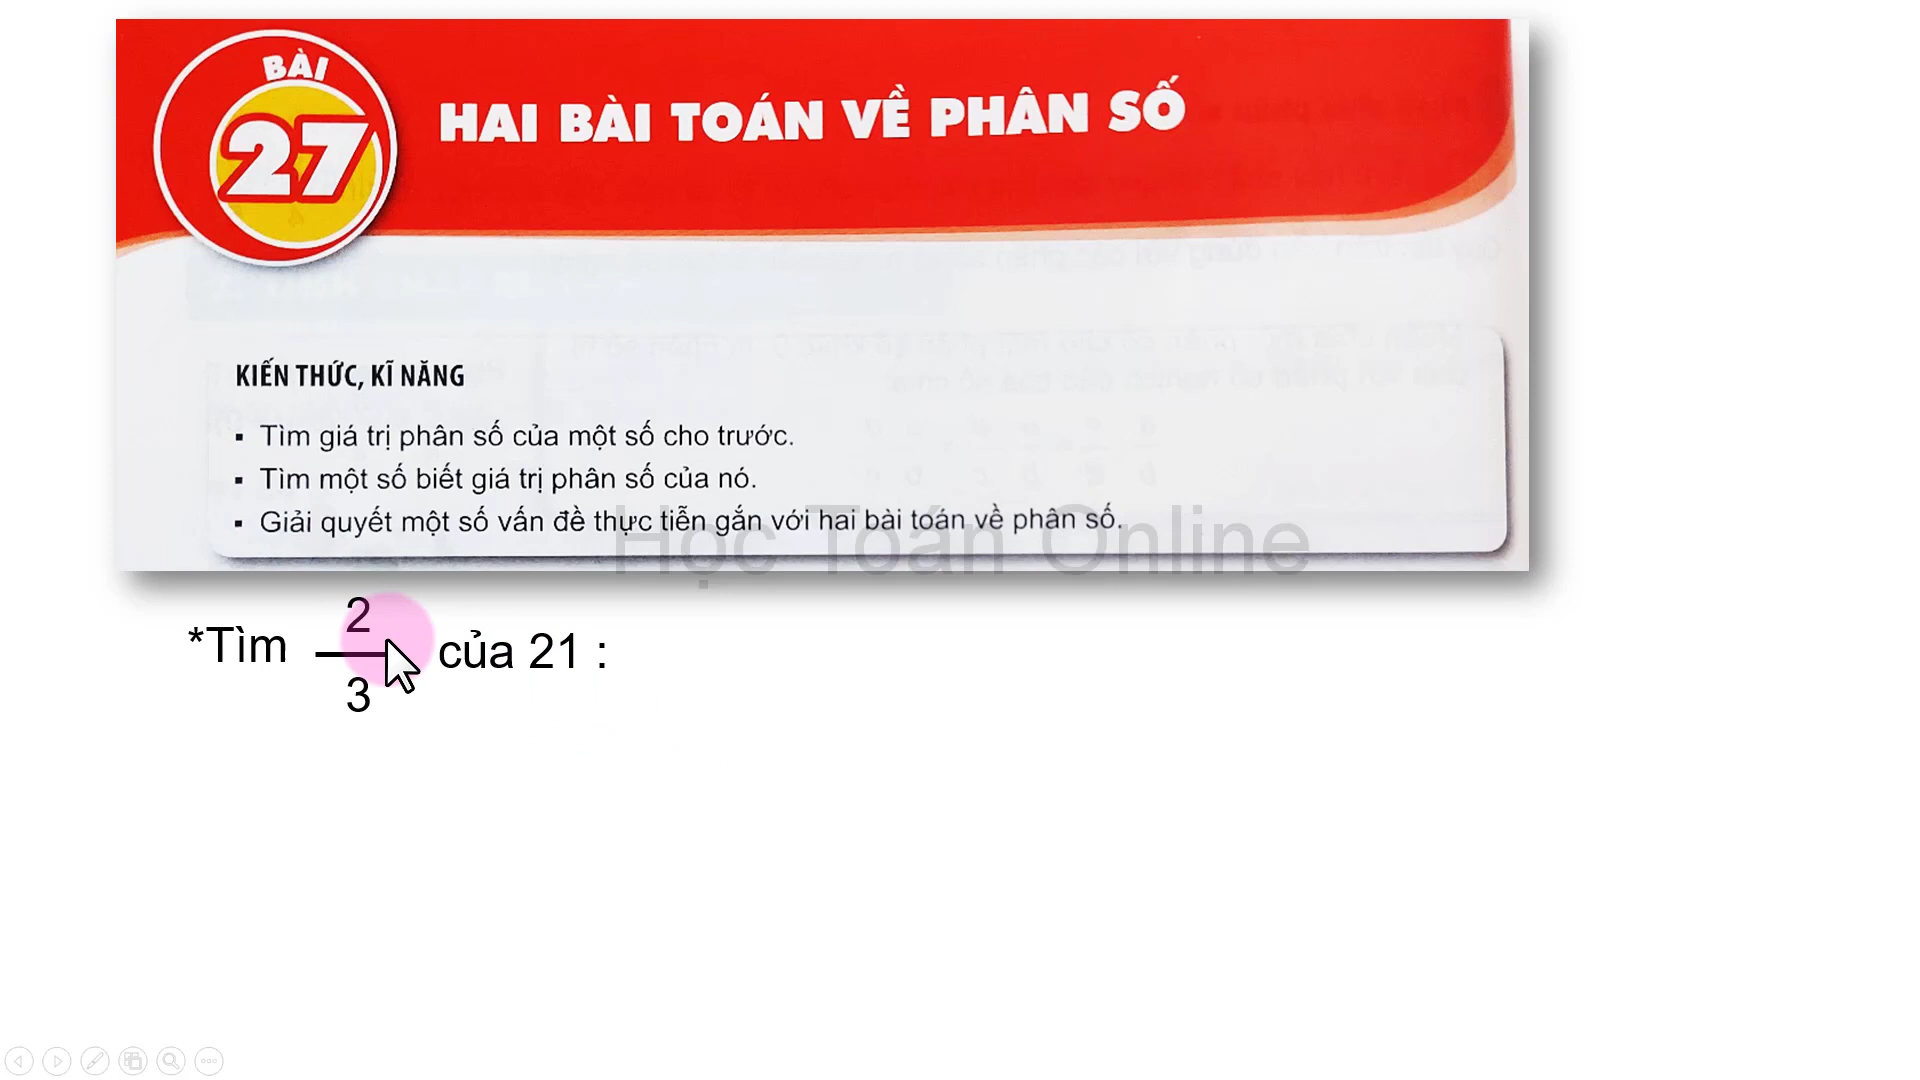 BÀI
27
HAI BÀI TOÁN VỀ PHÂN SỐ
KIẾN THỨC, KĨ NĂNG
▪ Tìm giá trị phân số của một số cho trước.
▪ Tìm một số biết giá trị phân số của nó.
▪ Giải quyết một số vấn đề thực tiễn gắn với hai bài toán về phân số.
Học Toán Online
*Tìm 2/3 của 21 :